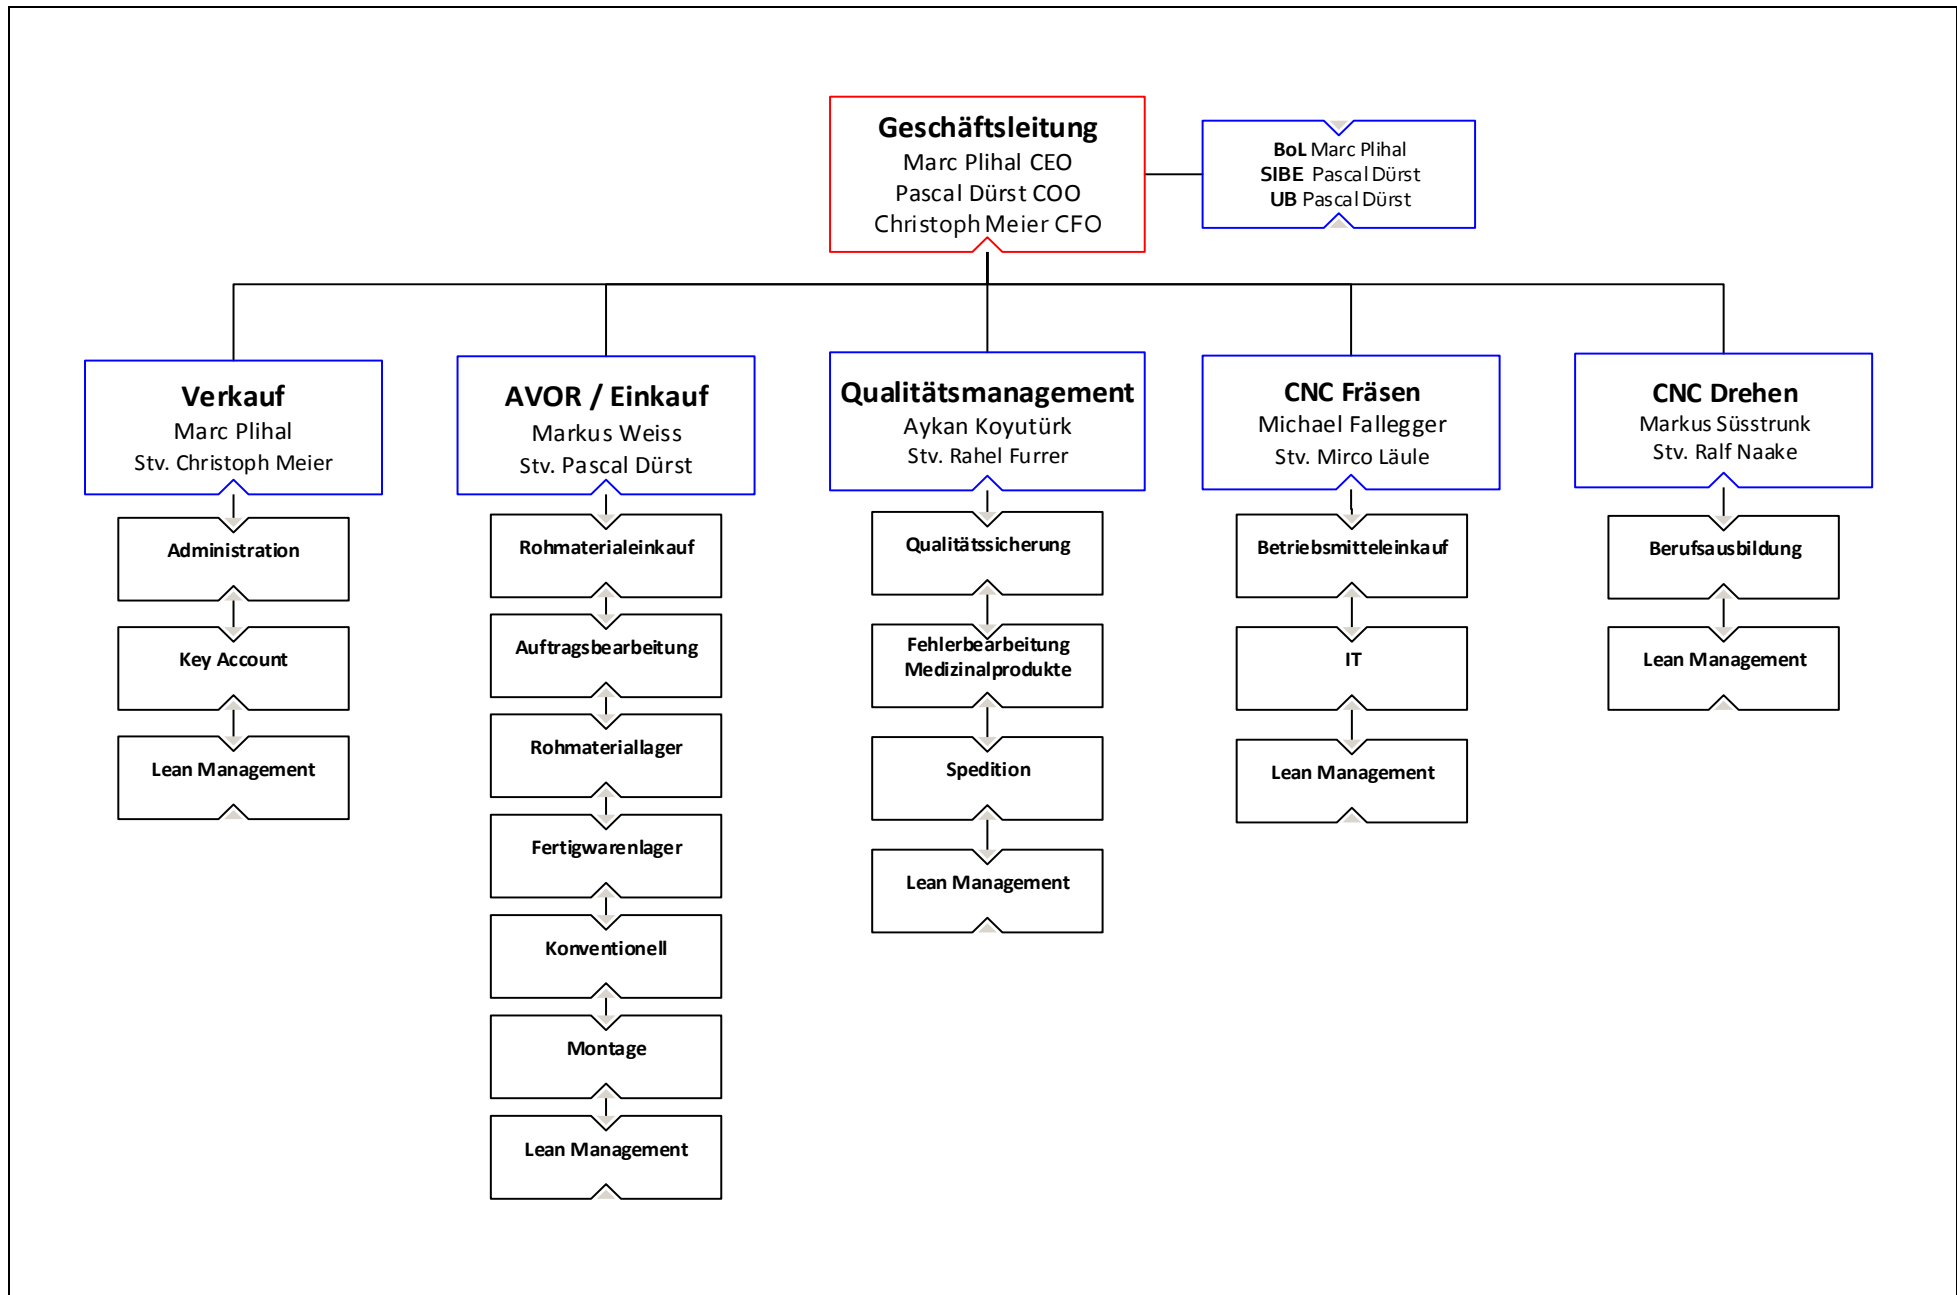 Geschäftsleitung
Marc Plihal CEO
Pascal Dürst COO
Christoph Meier CFO
BoL Marc Plihal
SIBE Pascal Dürst
UB Pascal Dürst
Verkauf
Marc Plihal
Stv. Christoph Meier
Administration
Key Account
Lean Management
AVOR / Einkauf
Markus Weiss
Stv. Pascal Dürst
Rohmaterialeinkauf
Auftragsbearbeitung
Rohmateriallager
Fertigwarenlager
Konventionell
Montage
Lean Management
Qualitätsmanagement
Aykan Koyutürk
Stv. Rahel Furrer
Qualitätssicherung
Fehlerbearbeitung
Medizinalprodukte
Spedition
Lean Management
CNC Fräsen
Michael Fallegger
Stv. Mirco Läule
Betriebsmitteleinkauf
IT
Lean Management
CNC Drehen
Markus Süsstrunk
Stv. Ralf Naake
Berufsausbildung
Lean Management